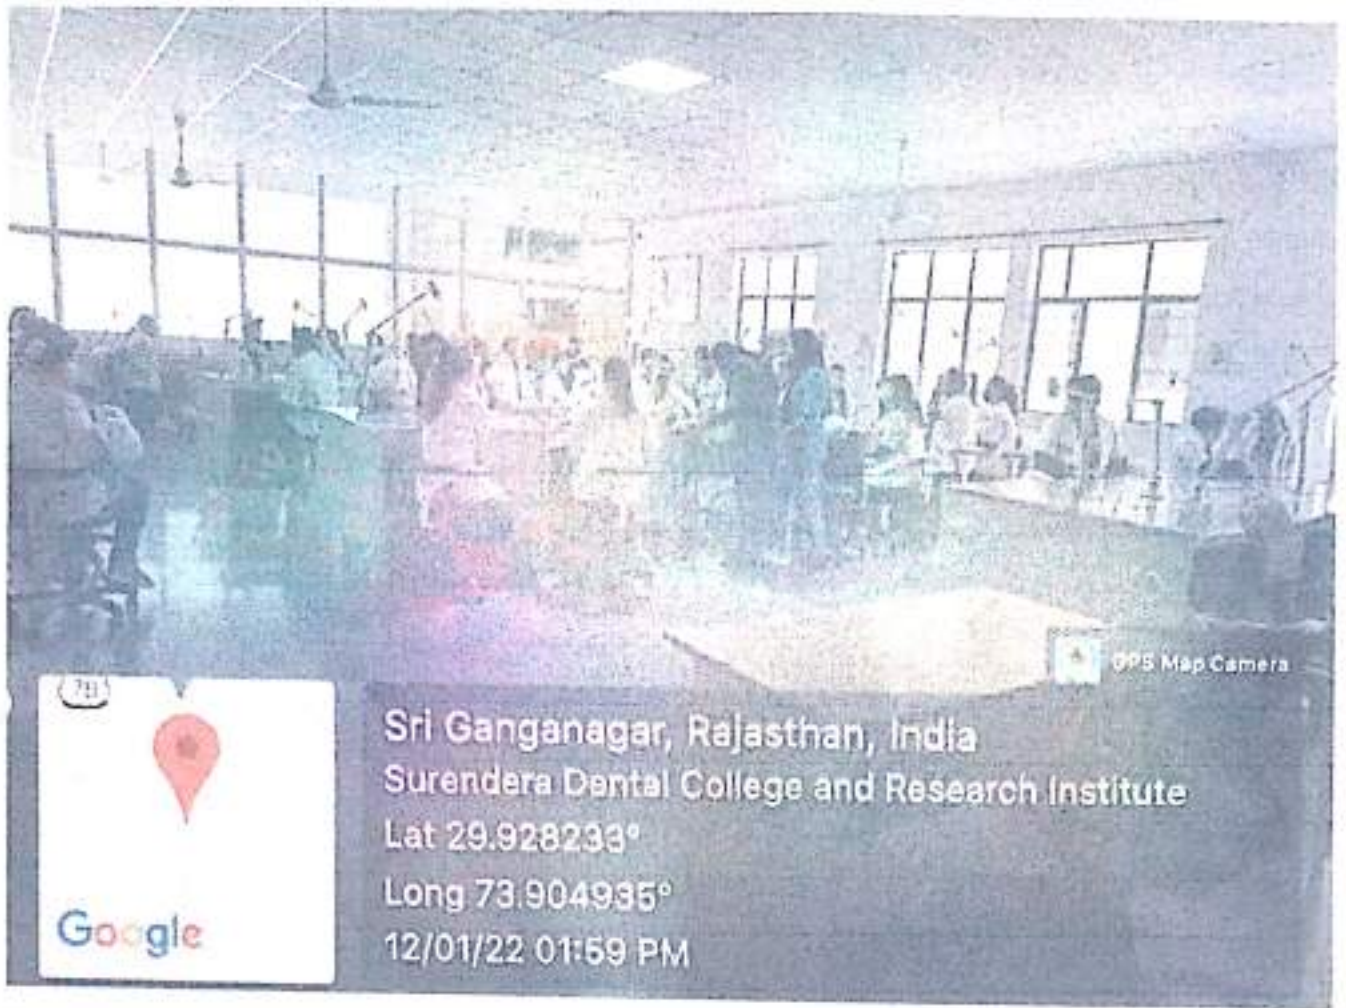 GPS Map Camera
Sri Ganganagar, Rajasthan, India
Surendera Dental College and Research Institute
Lat 29.928233°
Long 73.904935°
12/01/22 01:59 PM
Google